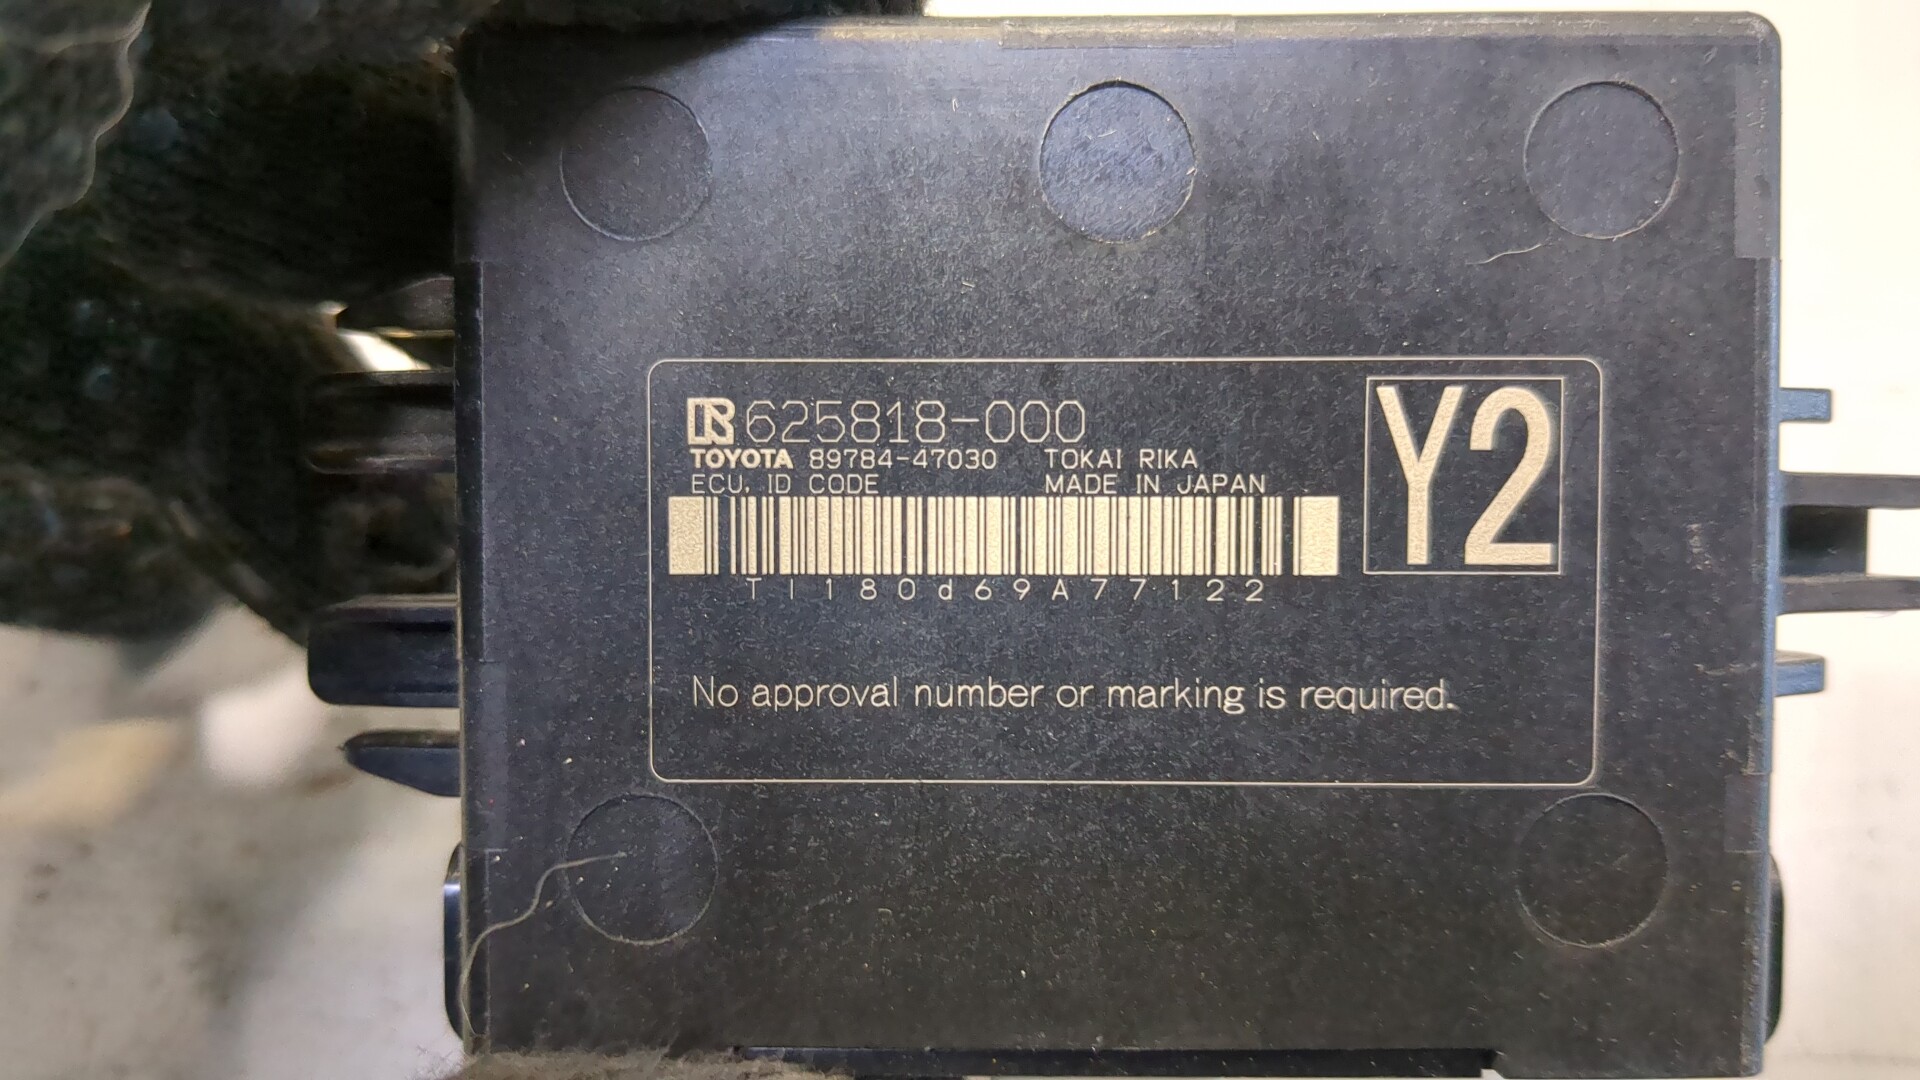 625818-000
TOYOTA 89784-47030 TOKAI RIKA
ECU. ID CODE MADE IN JAPAN
Y2
TI180d69A77122
No approval number or marking is required.